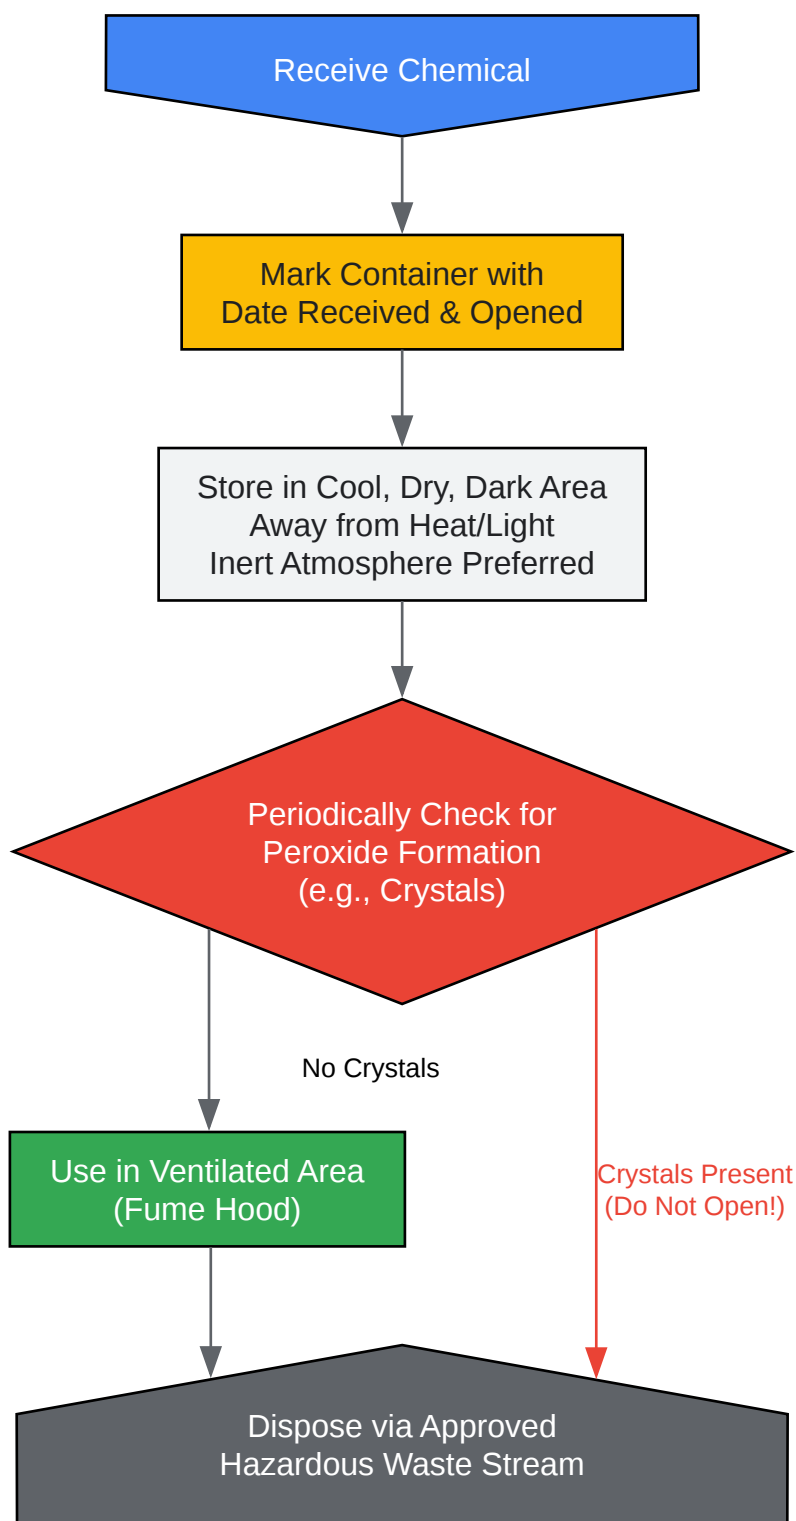 Receive Chemical
Mark Container with
Date Received & Opened
Store in Cool, Dry, Dark Area
Away from Heat/Light
Inert Atmosphere Preferred
Periodically Check for
Peroxide Formation
(e.g., Crystals)
No Crystals
Use in Ventilated Area
(Fume Hood)
Crystals Present
(Do Not Open!)
Dispose via Approved
Hazardous Waste Stream